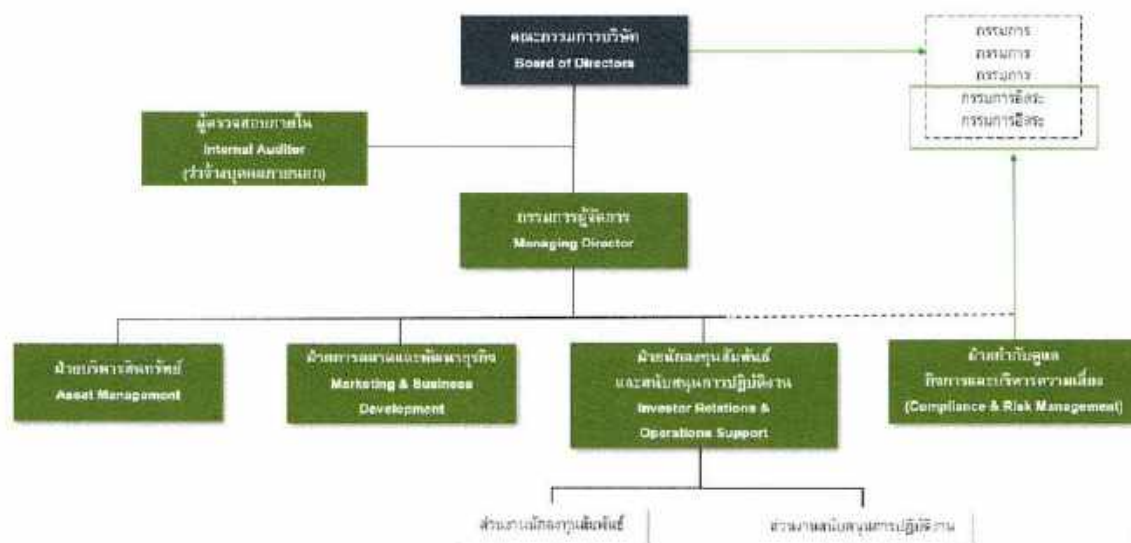 คณะกรรมการบริษัท
Board of Directors
กรรมการ
กรรมการ
กรรมการ
กรรมการอิสระ
กรรมการอิสระ
ผู้ตรวจสอบภายใน
Internal Auditor
(ว่าจ้างบุคคลภายนอก)
กรรมการผู้จัดการ
Managing Director
ฝ่ายบริหารสินทรัพย์
Asset Management
ฝ่ายการตลาดและพัฒนาธุรกิจ
Marketing & Business
Development
ฝ่ายนักลงทุนสัมพันธ์
และสนับสนุนการปฏิบัติงาน
Investor Relations &
Operations Support
ฝ่ายกำกับดูแล
กิจการและบริหารความเสี่ยง
(Compliance & Risk Management)
ส่วนงานนักลงทุนสัมพันธ์
ส่วนงานสนับสนุนการปฏิบัติงาน